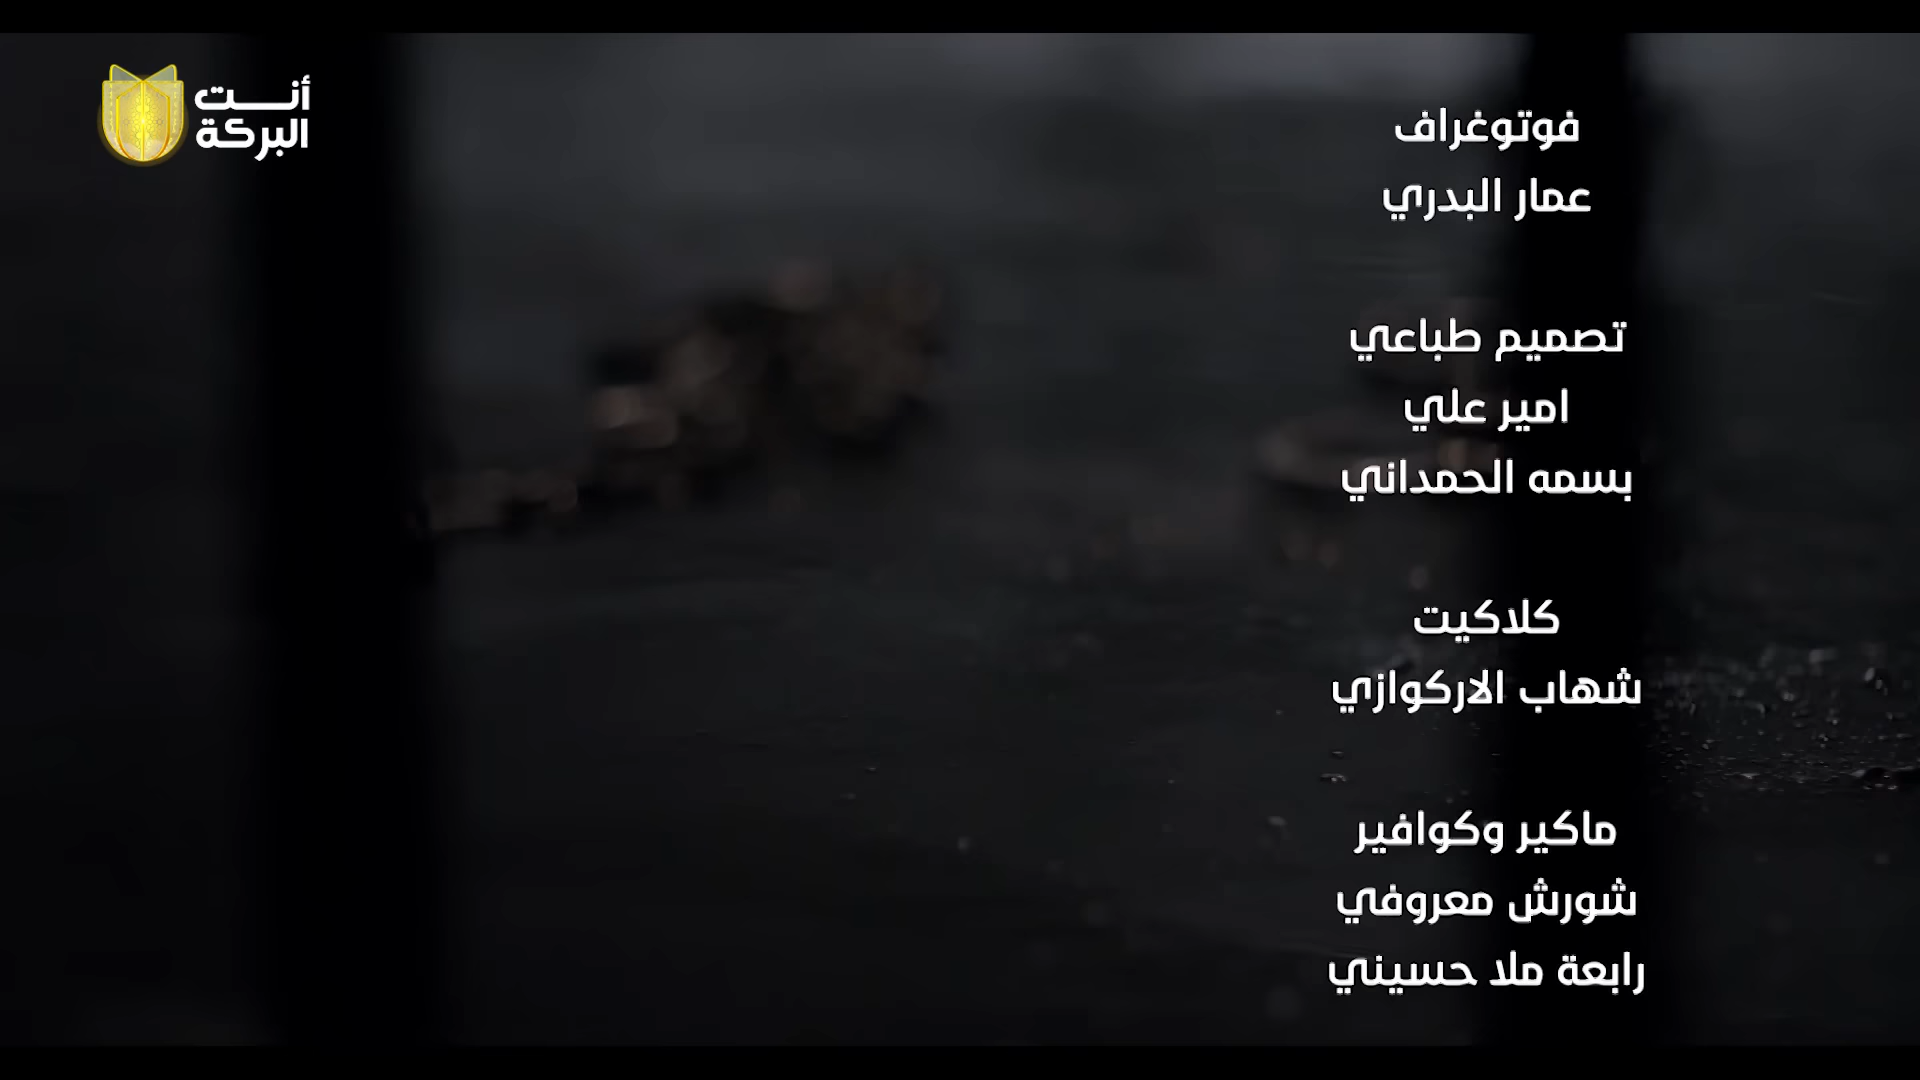 أنت
البركة
فوتوغراف
عمار البدري
تصميم طباعي
امير علي
بسمه الحمداني
كلاكيت
شهاب الاركوازي
ماكير وكوافير
شورش معروفي
رابعة ملا حسيني